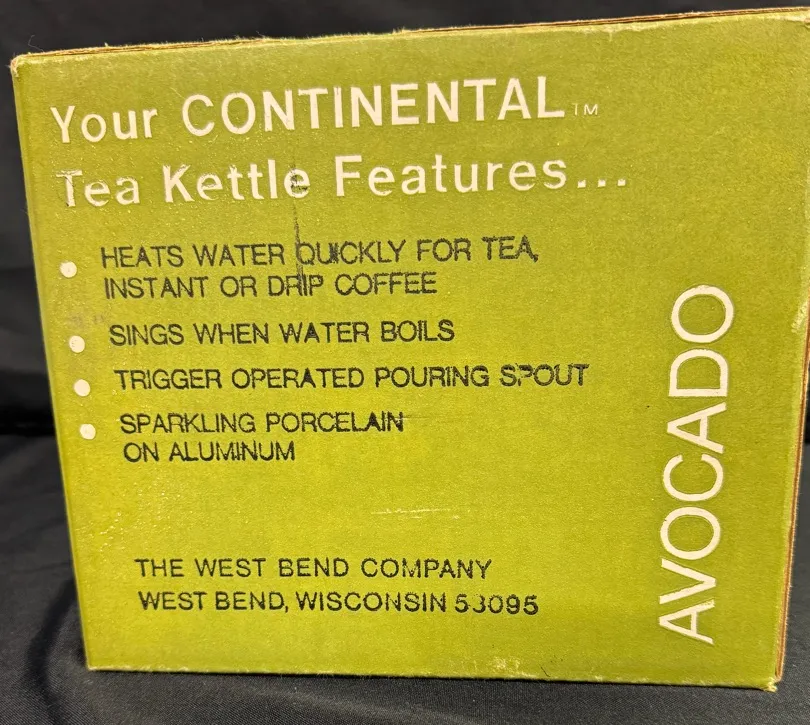 Your CONTINENTAL™
Tea Kettle Features...
HEATS WATER QUICKLY FOR TEA,
INSTANT OR DRIP COFFEE
SINGS WHEN WATER BOILS
TRIGGER OPERATED POURING SPOUT
SPARKLING PORCELAIN
ON ALUMINUM
THE WEST BEND COMPANY
WEST BEND, WISCONSIN 53095
AVOCADO